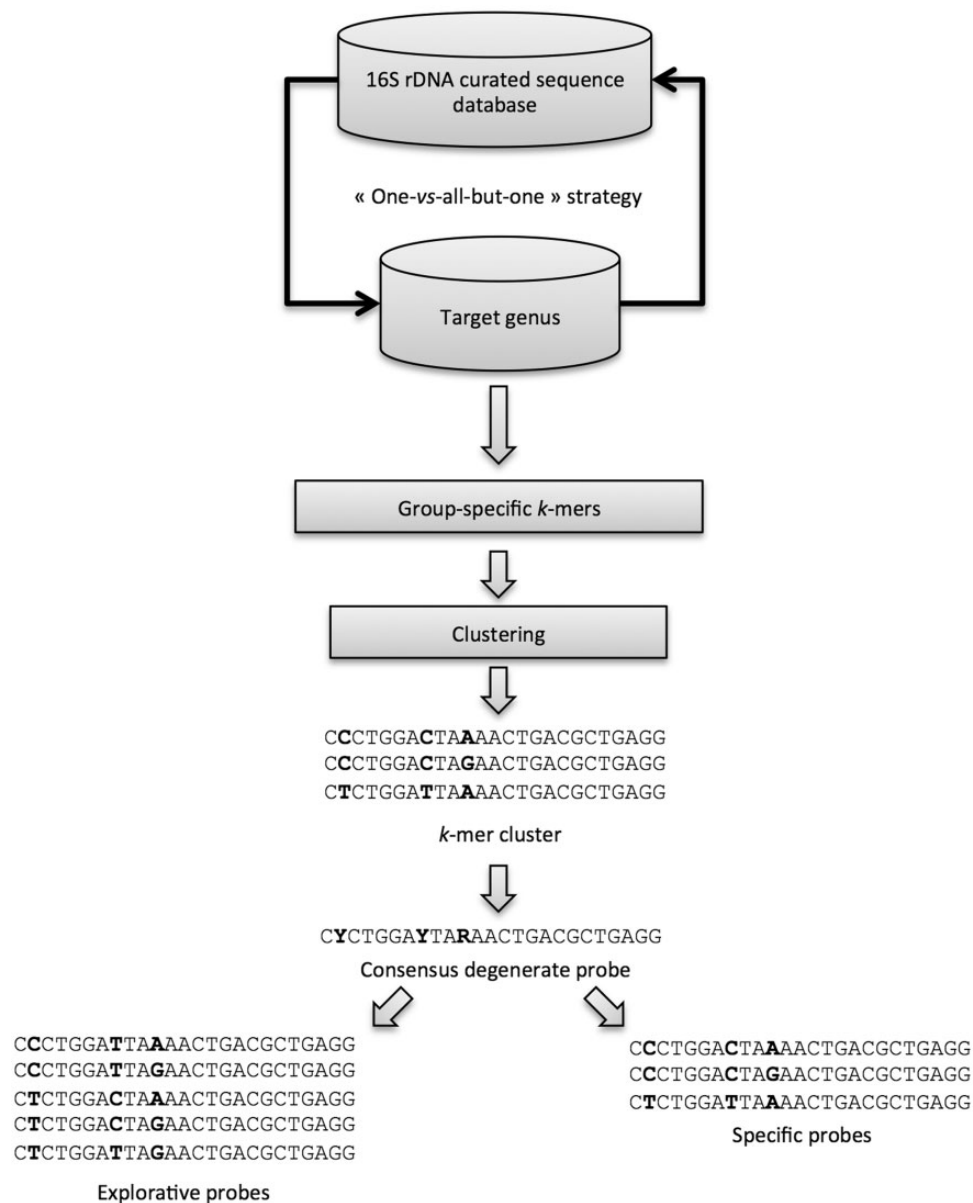 16S rDNA curated sequence
database
« One-vs-all-but-one » strategy
Target genus
Group-specific k-mers
Clustering
CCCTGGACTAAAACTGACGCTGAGG
CCCTGGACTAGAACTGACGCTGAGG
CTCTGGATTAAAACTGACGCTGAGG
k-mer cluster
CYCTGGAYTARAACTGACGCTGAGG
Consensus degenerate probe
CCCTGGATTAAAACTGACGCTGAGG
CCCTGGATTAGAACTGACGCTGAGG
CTCTGGACTAAAACTGACGCTGAGG
CTCTGGACTAGAACTGACGCTGAGG
CTCTGGATTAGAACTGACGCTGAGG
Explorative probes
CCCTGGACTAAAACTGACGCTGAGG
CCCTGGACTAGAACTGACGCTGAGG
CTCTGGATTAAAACTGACGCTGAGG
Specific probes